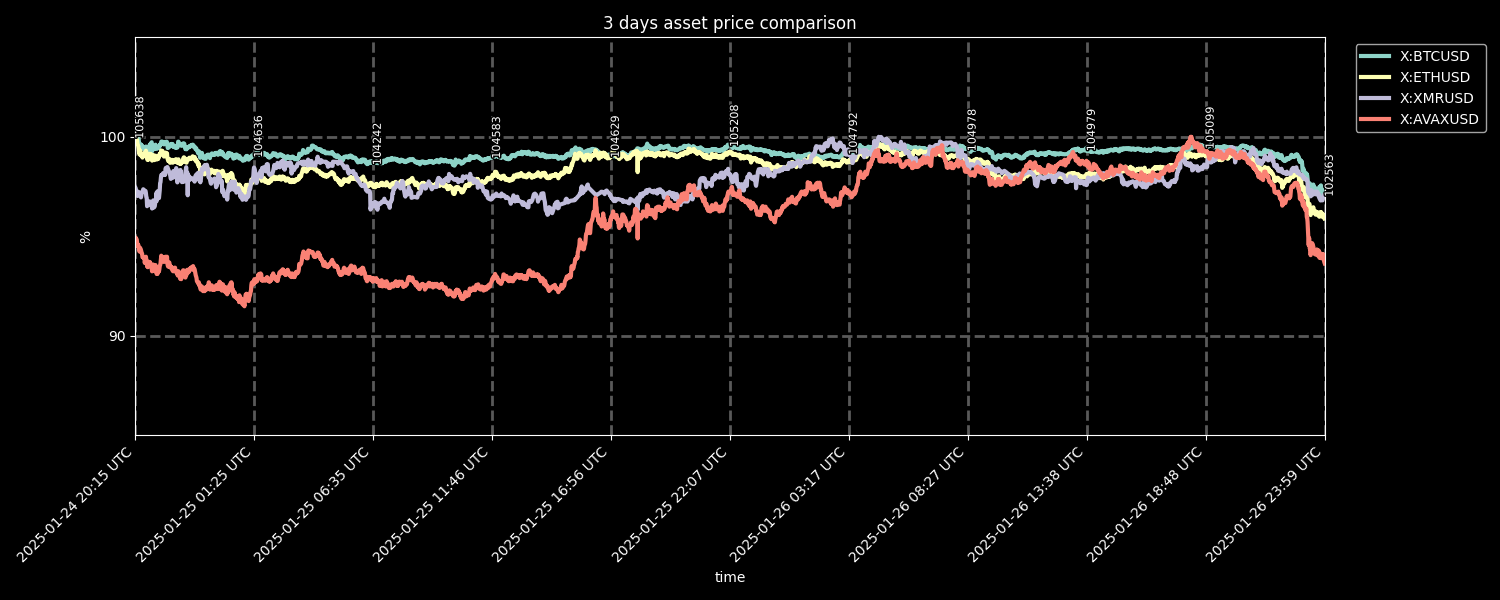 3 days asset price comparison
X:BTCUSD
X:ETHUSD
X:XMRUSD
X:AVAXUSD
100
90
%
105638
104636
104242
104583
104629
105208
104792
104978
104979
105099
102563
2025-01-24 20:15 UTC
2025-01-25 01:25 UTC
2025-01-25 06:35 UTC
2025-01-25 11:46 UTC
2025-01-25 16:56 UTC
2025-01-25 22:07 UTC
2025-01-26 03:17 UTC
2025-01-26 08:27 UTC
2025-01-26 13:38 UTC
2025-01-26 18:48 UTC
2025-01-26 23:59 UTC
time